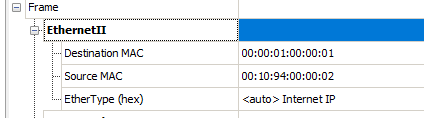 Frame
EthernetII
Destination MAC 00:00:01:00:00:01
Source MAC 00:10:94:00:00:02
EtherType (hex) <auto> Internet IP